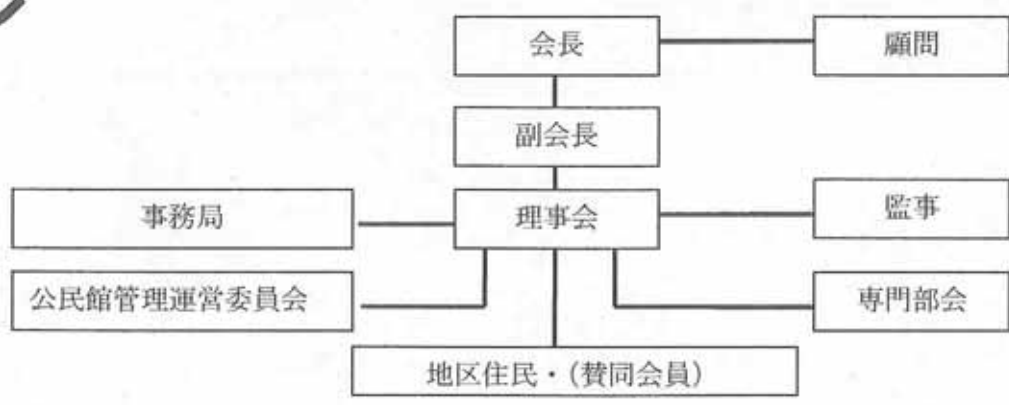 会長
顧問
副会長
事務局
理事会
監事
公民館管理運営委員会
専門部会
地区住民・(賛同会員)